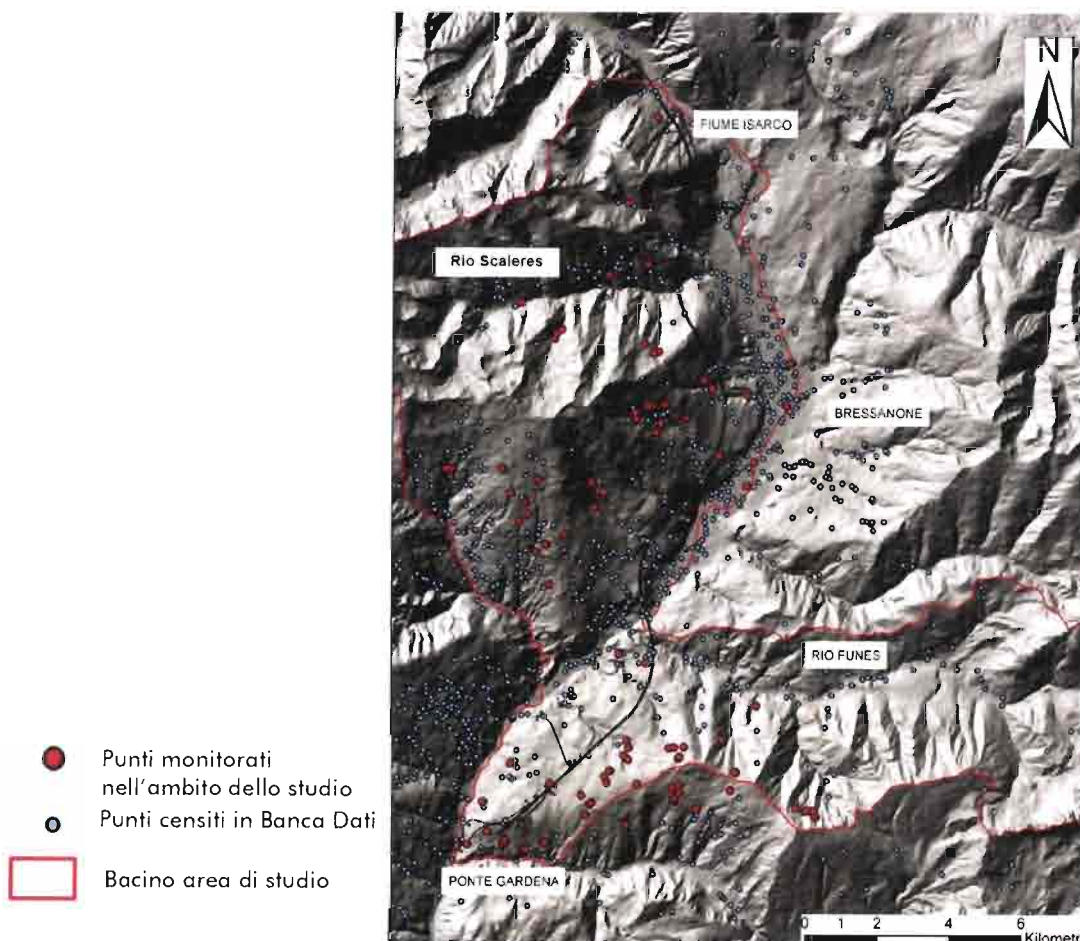 N
FIUME ISARCO
Rio Scaleres
BRESSANONE
RIO FUNES
Punti monitorati
nell'ambito dello studio
Punti censiti in Banca Dati
Bacino area di studio
PONTE GARDENA
0 1 2 4 6
Kilometri